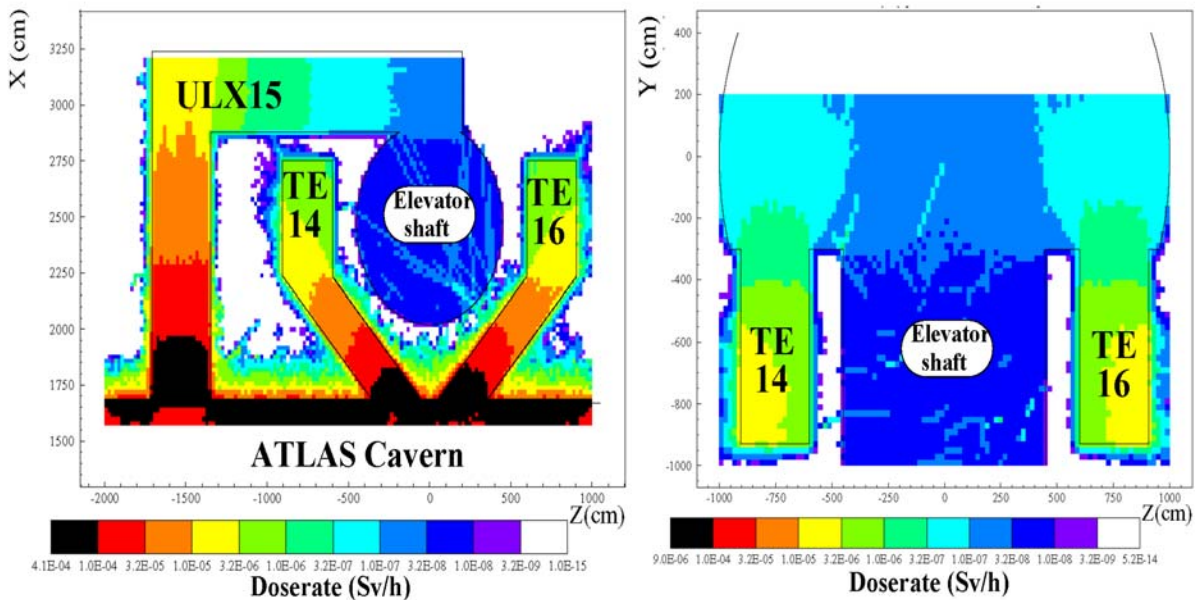 X (cm)
3250
3000
2750
2500
2250
2000
1750
1500
ULX15
TE
14
Elevator
shaft
TE
16
ATLAS Cavern
-2000 -1500 -1000 -500 0 500 1000
Z(cm)
4.1E-04 1.0E-04 3.2E-05 1.0E-05 3.2E-06 1.0E-06 3.2E-07 1.0E-07 3.2E-08 1.0E-08 3.2E-09 1.0E-15
Doserate (Sv/h)
Y (cm)
400
200
0
-200
-400
-600
-800
-1000
Elevator
shaft
TE
14
TE
16
-1000 -750 -500 -250 0 250 500 750 1000
Z(cm)
9.0E-06 1.0E-04 3.2E-05 1.0E-05 3.2E-06 1.0E-06 3.2E-07 1.0E-07 3.2E-08 1.0E-08 3.2E-09 5.2E-14
Doserate (Sv/h)